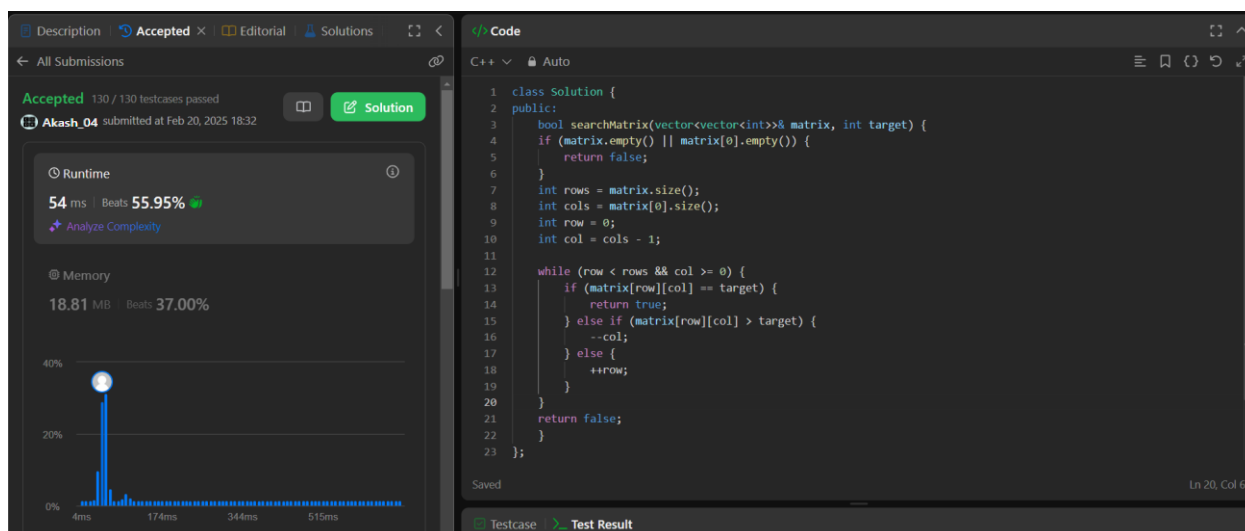 Description | Accepted × | Editorial | Solutions
← All Submissions
Accepted 130 / 130 testcases passed
Akash_04 submitted at Feb 20, 2025 18:32
Solution
Runtime
54 ms | Beats 55.95%
Analyze Complexity
Memory
18.81 MB | Beats 37.00%
40%
20%
0%
4ms 174ms 344ms 515ms
</> Code
C++ Auto
1 class Solution {
2 public:
3     bool searchMatrix(vector<vector<int>>& matrix, int target) {
4     if (matrix.empty() || matrix[0].empty()) {
5         return false;
6     }
7     int rows = matrix.size();
8     int cols = matrix[0].size();
9     int row = 0;
10     int col = cols - 1;
11
12     while (row < rows && col >= 0) {
13         if (matrix[row][col] == target) {
14             return true;
15         } else if (matrix[row][col] > target) {
16             --col;
17         } else {
18             ++row;
19         }
20     }
21     return false;
22     }
23 };
Saved
Ln 20, Col 6
Testcase | >_ Test Result